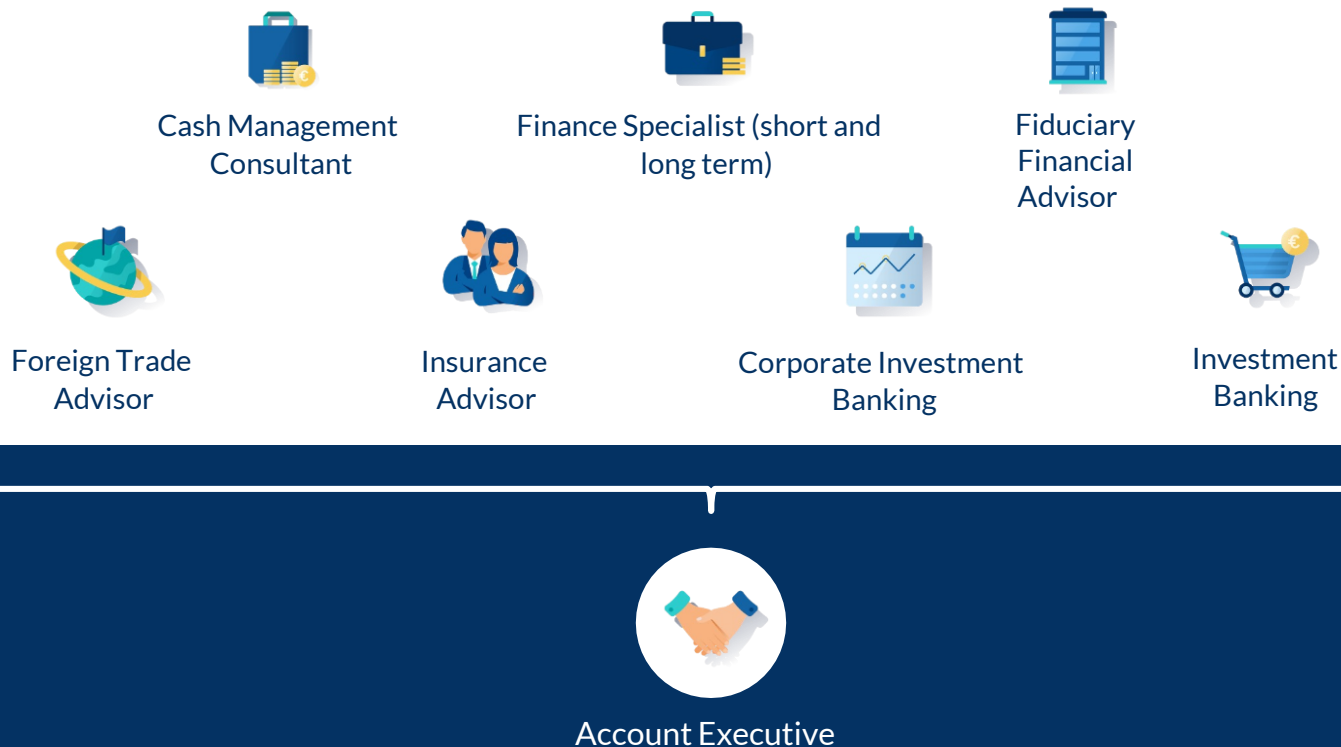 Cash Management
Consultant
Finance Specialist (short and
long term)
Fiduciary
Financial
Advisor
Foreign Trade
Advisor
Insurance
Advisor
Corporate Investment
Banking
Investment
Banking
Account Executive